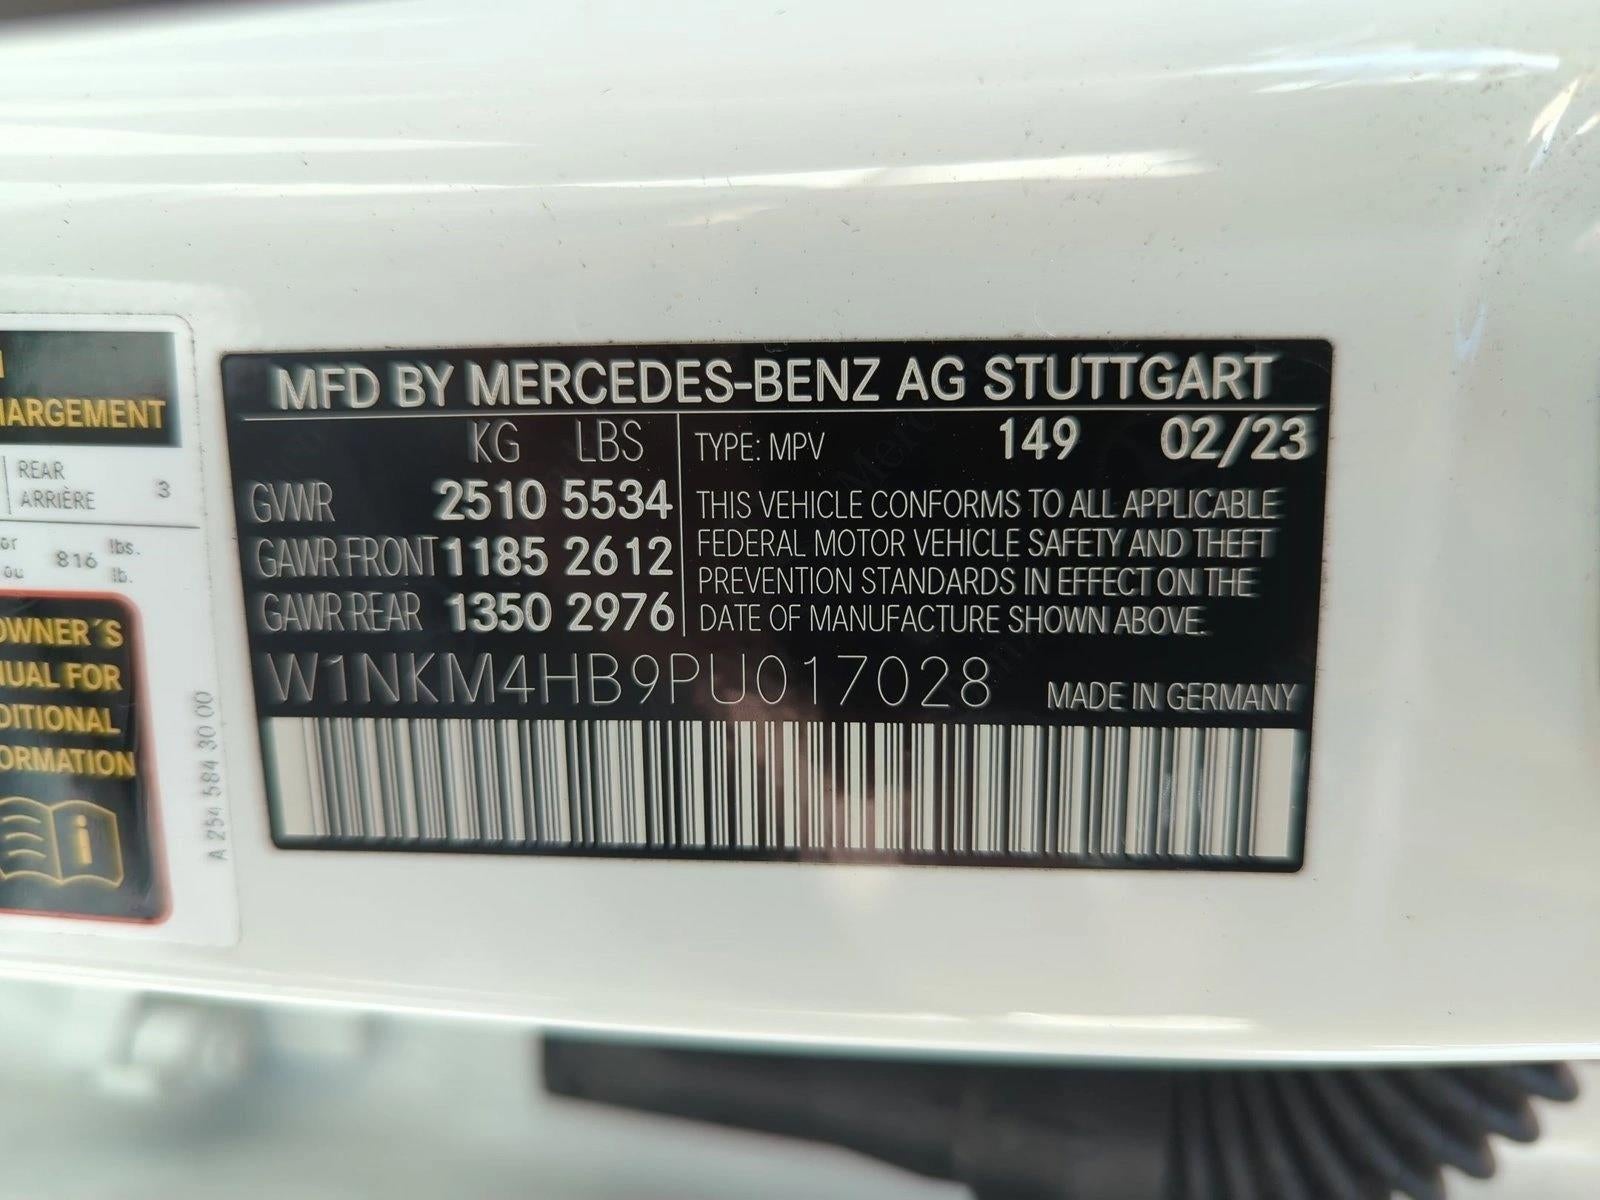 HARGEMENT
REAR
ARRIÈRE 3
or
ou 816 lbs.
lb.
OWNER´S
NUAL FOR
DITIONAL
ORMATION
A 254 584 30 00
MFD BY MERCEDES-BENZ AG STUTTGART
KG LBS
GVWR 2510 5534
GAWR FRONT 1185 2612
GAWR REAR 1350 2976
TYPE: MPV 149 02/23
THIS VEHICLE CONFORMS TO ALL APPLICABLE
FEDERAL MOTOR VEHICLE SAFETY AND THEFT
PREVENTION STANDARDS IN EFFECT ON THE
DATE OF MANUFACTURE SHOWN ABOVE.
W1NKM4HB9PU017028 MADE IN GERMANY